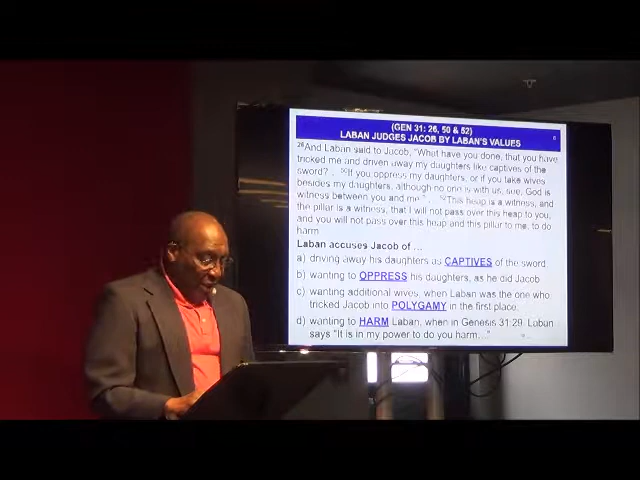 (GEN 31: 26, 50 & 52)
LABAN JUDGES JACOB BY LABAN'S VALUES
26And Laban said to Jacob, "What have you done, that you have
tricked me and driven away my daughters like captives of the
sword? . 50If you oppress my daughters, or if you take wives
besides my daughters, although no one is with us, see, God is
witness between you and me." . 52This heap is a witness, and
the pillar is a witness, that I will not pass over this heap to you,
and you will not pass over this heap and this pillar to me, to do
harm
Laban accuses Jacob of ...
a) driving away his daughters as CAPTIVES of the sword
b) wanting to OPPRESS his daughters, as he did Jacob
c) wanting additional wives, when Laban was the one who
tricked Jacob into POLYGAMY in the first place.
d) wanting to HARM Laban, when in Genesis 31:29, Laban
says "It is in my power to do you harm..."